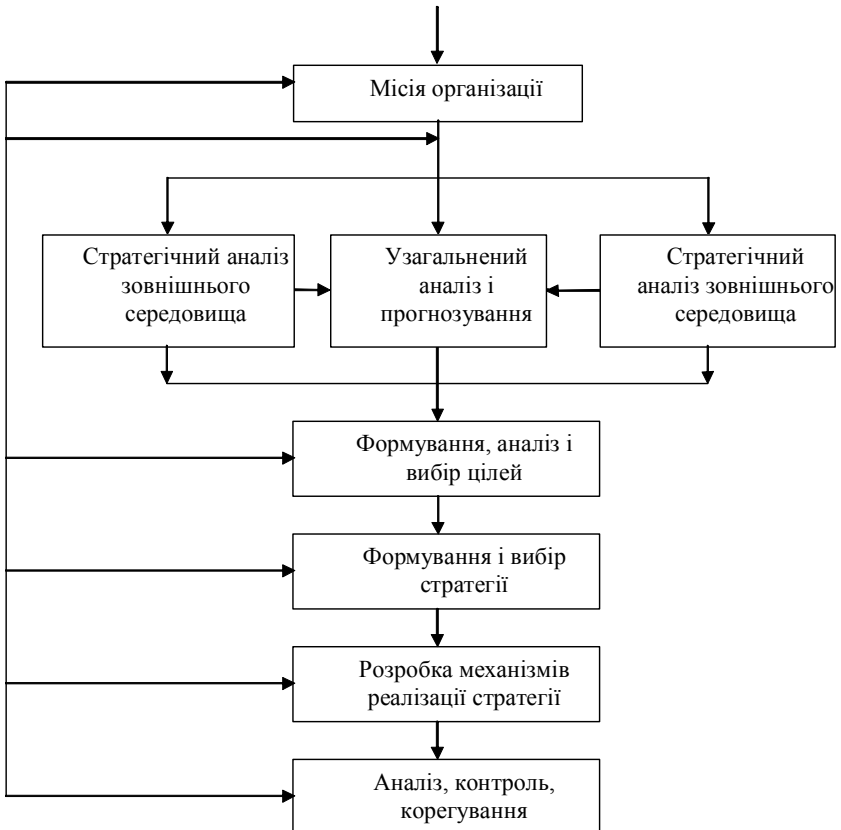 Місія організації
Стратегічний аналіз
зовнішнього
середовища
Узагальнений
аналіз і
прогнозування
Стратегічний
аналіз зовнішнього
середовища
Формування, аналіз і
вибір цілей
Формування і вибір
стратегії
Розробка механізмів
реалізації стратегії
Аналіз, контроль,
корегування